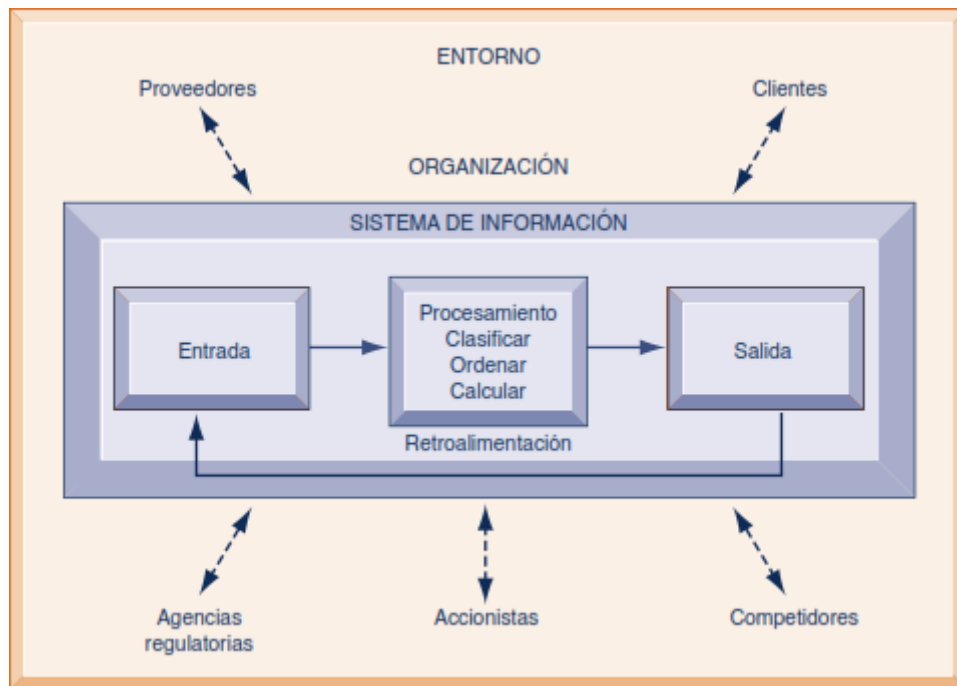 ENTORNO
Proveedores
Clientes
ORGANIZACIÓN
SISTEMA DE INFORMACIÓN
Entrada
Procesamiento
Clasificar
Ordenar
Calcular
Salida
Retroalimentación
Agencias
regulatorias
Accionistas
Competidores